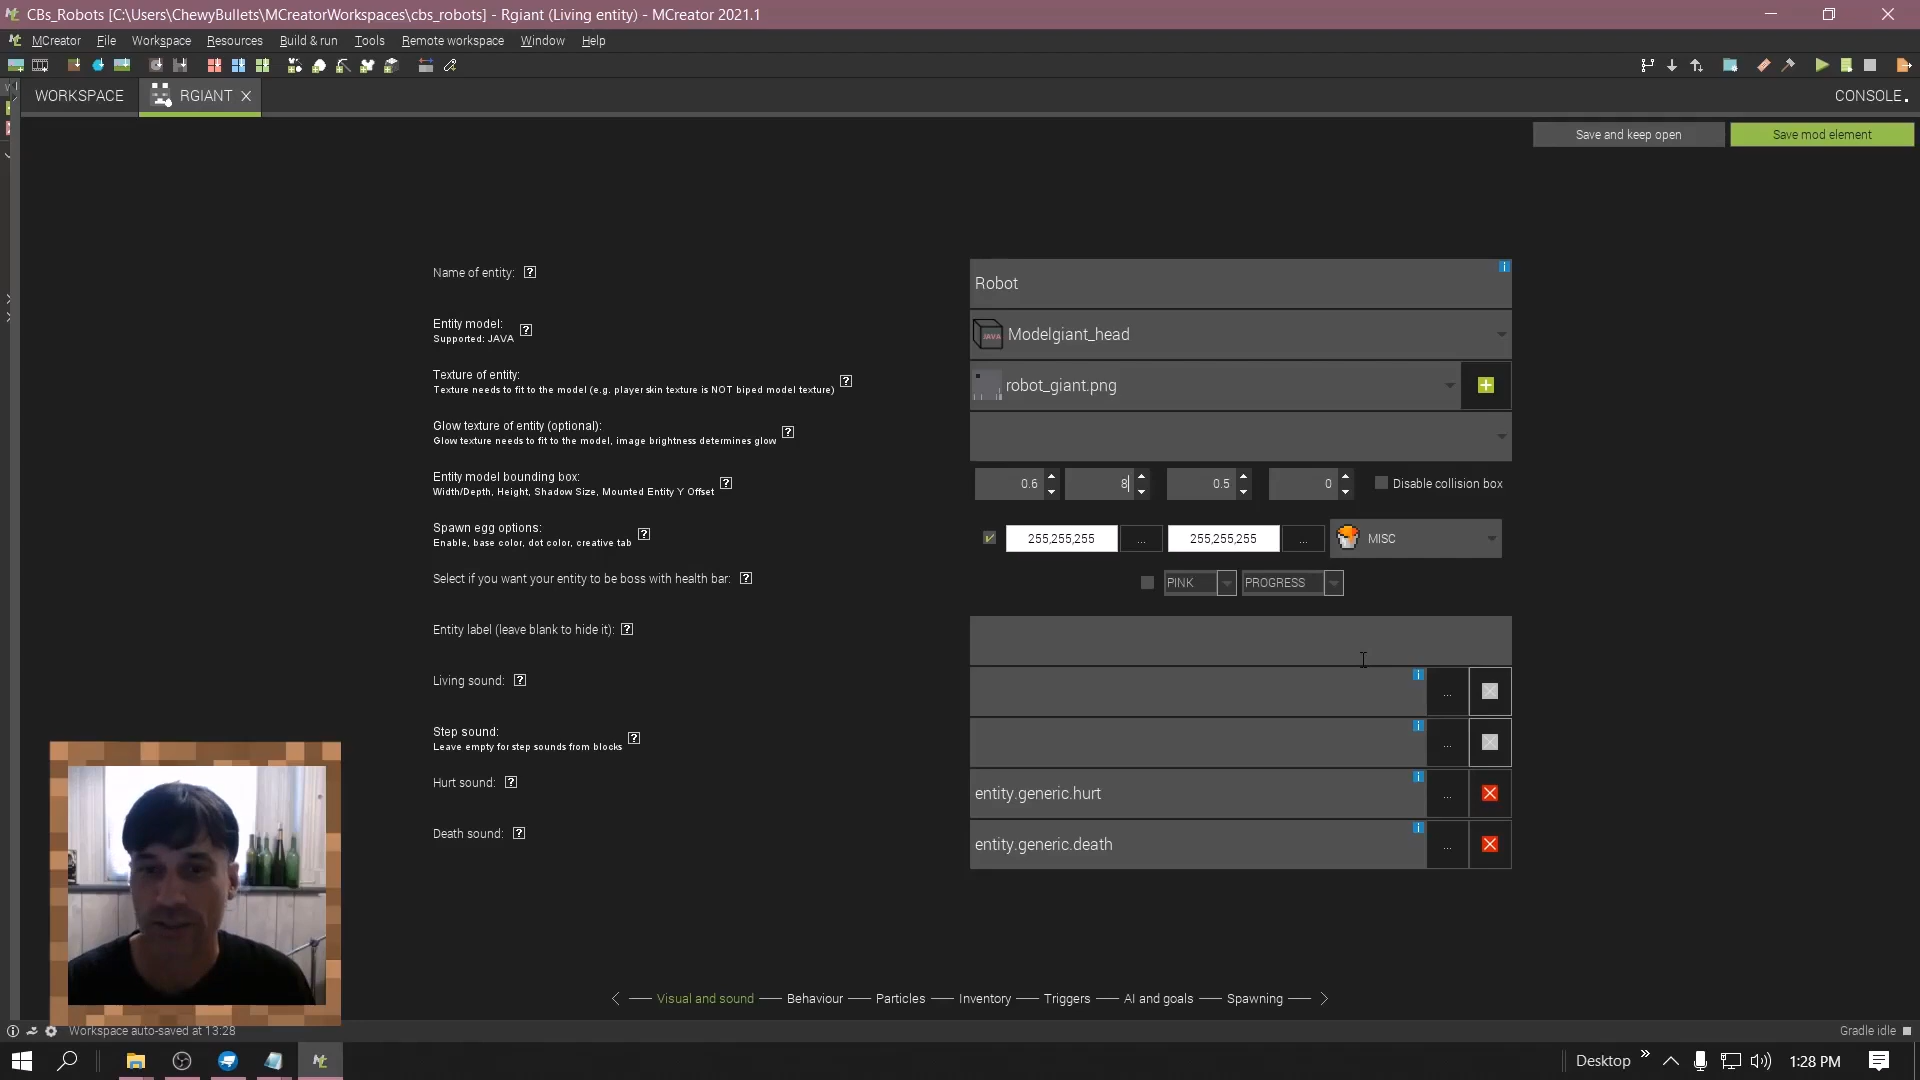 CBs_Robots [C:\Users\ChewyBullets\MCreatorWorkspaces\cbs_robots] - Rgiant (Living entity) - MCreator 2021.1
MCreator File Workspace Resources Build & run Tools Remote workspace Window Help
WORKSPACE RGIANT CONSOLE
Save and keep open Save mod element
Name of entity: ? Robot
Entity model: ?
Supported: JAVA
JAVA Modelgiant_head
Texture of entity: ?
Texture needs to fit to the model (e.g. player skin texture is NOT biped model texture)
robot_giant.png
Glow texture of entity (optional): ?
Glow texture needs to fit to the model, image brightness determines glow
Entity model bounding box: ?
Width/Depth, Height, Shadow Size, Mounted Entity Y Offset
0.6 8 0.5 0 Disable collision box
Spawn egg options: ?
Enable, base color, dot color, creative tab
255,255,255 ... 255,255,255 ... MISC
Select if you want your entity to be boss with health bar: ? PINK PROGRESS
Entity label (leave blank to hide it): ?
Living sound: ? ...
Step sound: ?
Leave empty for step sounds from blocks
...
Hurt sound: ? entity.generic.hurt ...
Death sound: ? entity.generic.death ...
Visual and sound Behaviour Particles Inventory Triggers AI and goals Spawning
Workspace auto-saved at 13:28 Gradle idle
Desktop 1:28 PM